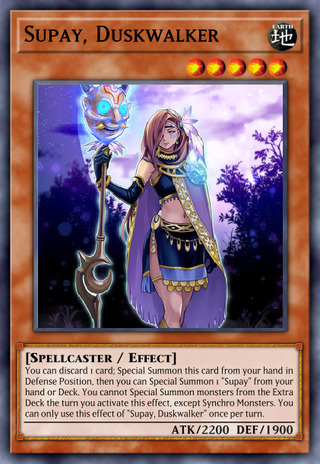 Supay, Duskwalker
EARTH
地
[Spellcaster / Effect]
You can discard 1 card; Special Summon this card from your hand in
Defense Position, then you can Special Summon 1 "Supay" from your
hand or Deck. You cannot Special Summon monsters from the Extra
Deck the turn you activate this effect, except Synchro Monsters. You
can only use this effect of "Supay, Duskwalker" once per turn.
ATK/2200 DEF/1900